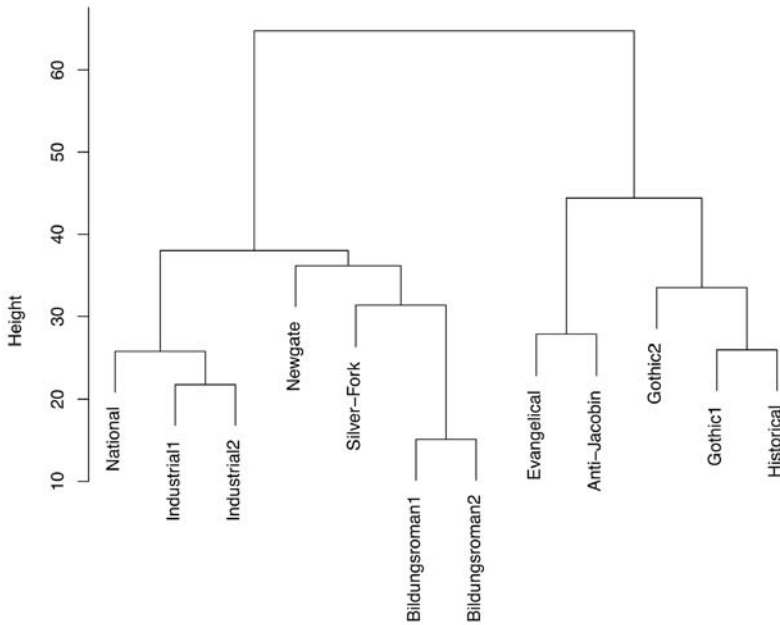 60
50
40
30
20
10
Height
National
Industrial1
Industrial2
Newgate
Silver−Fork
Bildungsroman1
Bildungsroman2
Evangelical
Anti−Jacobin
Gothic2
Gothic1
Historical